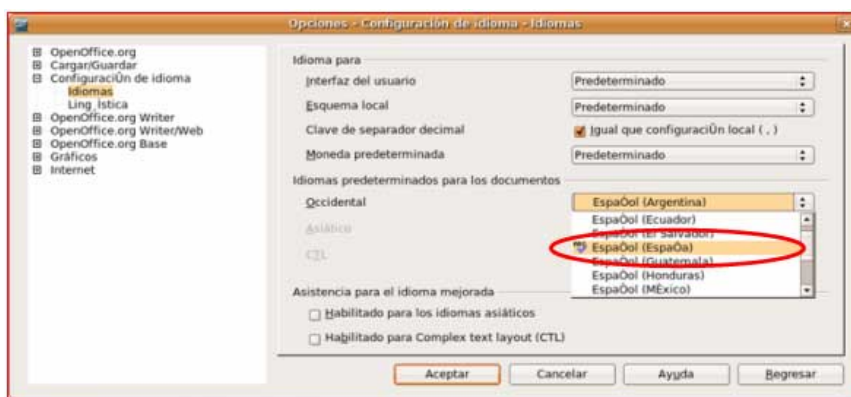 Opciones - Configuración de idioma - Idiomas
OpenOffice.org
Cargar/Guardar
ConfiguraciÛn de idioma
Idiomas
Ling¸ística
OpenOffice.org Writer
OpenOffice.org Writer/Web
OpenOffice.org Base
Gráficos
Internet
Idioma para
Interfaz del usuario Predeterminado
Esquema local Predeterminado
Clave de separador decimal Igual que configuraciÛn local ( , )
Moneda predeterminada Predeterminado
Idiomas predeterminados para los documentos
Occidental EspaÒol (Argentina)
EspaÒol (Ecuador)
Asiático EspaÒol (El Salvador)
EspaÒol (EspaÒa)
CTL EspaÒol (Guatemala)
EspaÒol (Honduras)
EspaÒol (MÈxico)
Asistencia para el idioma mejorada
Habilitado para los idiomas asiáticos
Habilitado para Complex text layout (CTL)
Aceptar Cancelar Ayuda Regresar